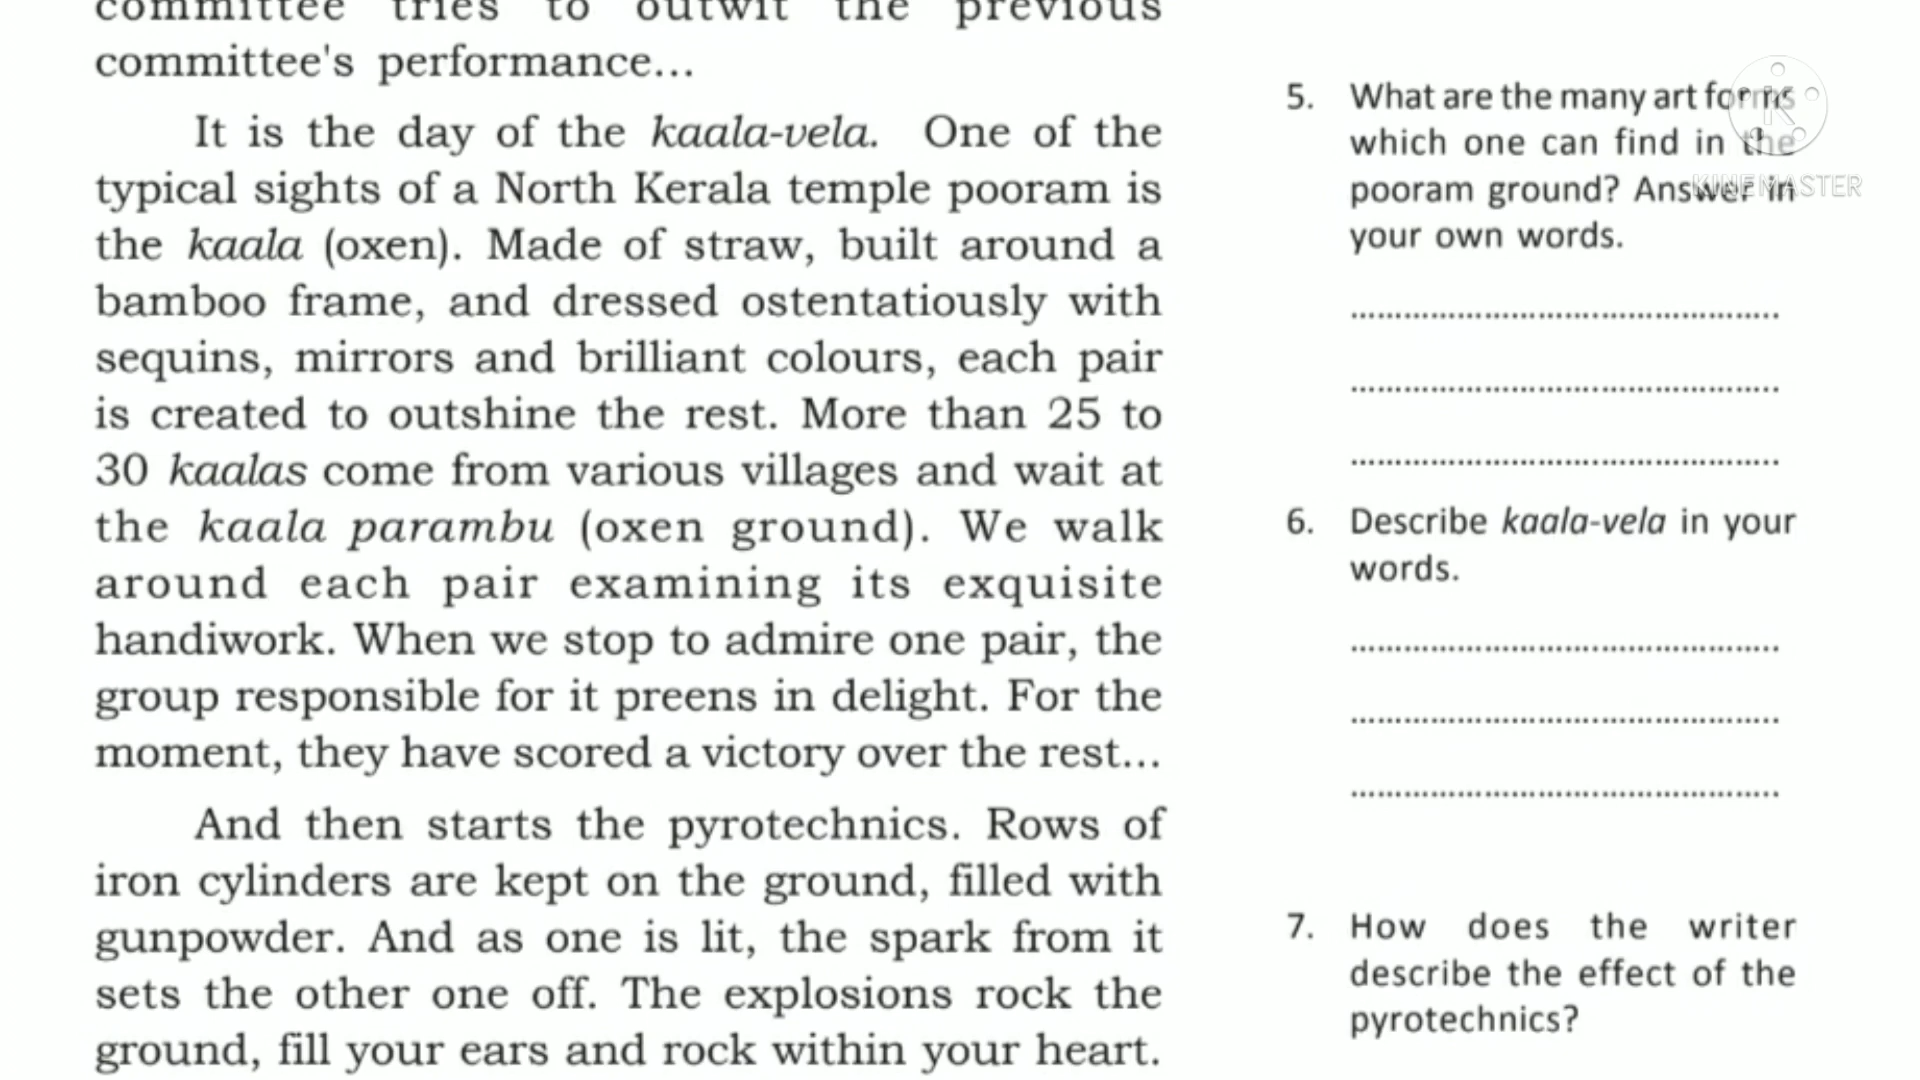 committee tries to outwit the previous
committee's performance...
It is the day of the kaala-vela. One of the
typical sights of a North Kerala temple pooram is
the kaala (oxen). Made of straw, built around a
bamboo frame, and dressed ostentatiously with
sequins, mirrors and brilliant colours, each pair
is created to outshine the rest. More than 25 to
30 kaalas come from various villages and wait at
the kaala parambu (oxen ground). We walk
around each pair examining its exquisite
handiwork. When we stop to admire one pair, the
group responsible for it preens in delight. For the
moment, they have scored a victory over the rest...
And then starts the pyrotechnics. Rows of
iron cylinders are kept on the ground, filled with
gunpowder. And as one is lit, the spark from it
sets the other one off. The explosions rock the
ground, fill your ears and rock within your heart.
5. What are the many art forms
which one can find in the
pooram ground? Answer in
your own words.
6. Describe kaala-vela in your
words.
7. How does the writer
describe the effect of the
pyrotechnics?
K
KINEMASTER